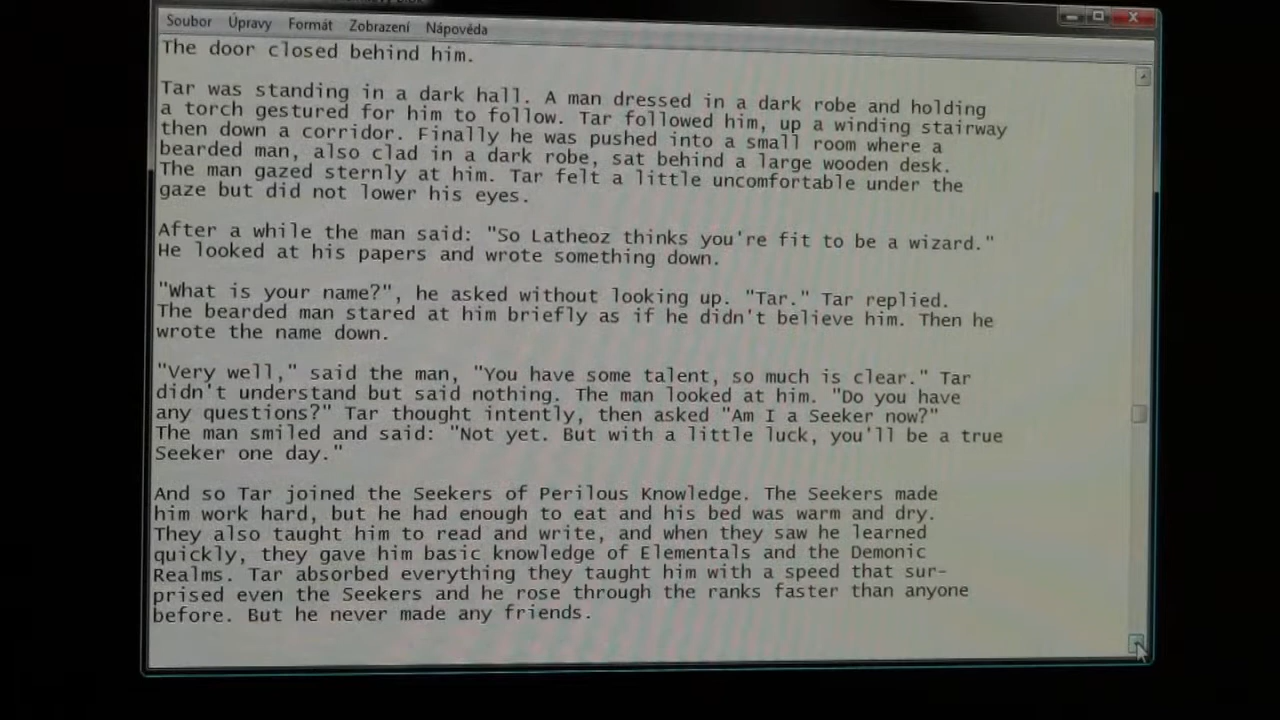 Soubor Úpravy Formát Zobrazení Nápověda
The door closed behind him.
Tar was standing in a dark hall. A man dressed in a dark robe and holding
a torch gestured for him to follow. Tar followed him, up a winding stairway
then down a corridor. Finally he was pushed into a small room where a
bearded man, also clad in a dark robe, sat behind a large wooden desk.
The man gazed sternly at him. Tar felt a little uncomfortable under the
gaze but did not lower his eyes.
After a while the man said: "So Latheoz thinks you're fit to be a wizard."
He looked at his papers and wrote something down.
"What is your name?", he asked without looking up. "Tar." Tar replied.
The bearded man stared at him briefly as if he didn't believe him. Then he
wrote the name down.
"Very well," said the man, "You have some talent, so much is clear." Tar
didn't understand but said nothing. The man looked at him. "Do you have
any questions?" Tar thought intently, then asked "Am I a Seeker now?"
The man smiled and said: "Not yet. But with a little luck, you'll be a true
Seeker one day."
And so Tar joined the Seekers of Perilous Knowledge. The Seekers made
him work hard, but he had enough to eat and his bed was warm and dry.
They also taught him to read and write, and when they saw he learned
quickly, they gave him basic knowledge of Elementals and the Demonic
Realms. Tar absorbed everything they taught him with a speed that sur-
prised even the Seekers and he rose through the ranks faster than anyone
before. But he never made any friends.